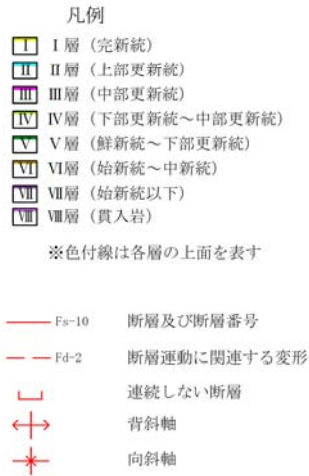 凡例
I I層（完新統）
II II層（上部更新統）
III III層（中部更新統）
IV IV層（下部更新統～中部更新統）
V V層（鮮新統～下部更新統）
VI VI層（始新統～中新統）
VII VII層（始新統以下）
VIII VIII層（貫入岩）
※色付線は各層の上面を表す
Fs-10 断層及び断層番号
Fd-2 断層運動に関連する変形
連続しない断層
背斜軸
向斜軸